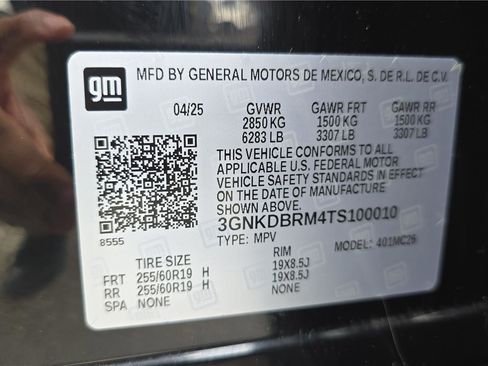 gm
MFD BY GENERAL MOTORS DE MEXICO, S. DE R.L. DE C.V.
04/25 GVWR GAWR FRT GAWR RR
2850 KG 1500 KG 1500 KG
6283 LB 3307 LB 3307 LB
THIS VEHICLE CONFORMS TO ALL
APPLICABLE U.S. FEDERAL MOTOR
VEHICLE SAFETY STANDARDS IN EFFECT
ON THE DATE OF MANUFACTURE
SHOWN ABOVE.
3GNKDBRM4TS100010
8555 TYPE: MPV MODEL: 401MC26
TIRE SIZE RIM
FRT 255/60R19 H 19X8.5J
RR 255/60R19 H 19X8.5J
SPA NONE NONE